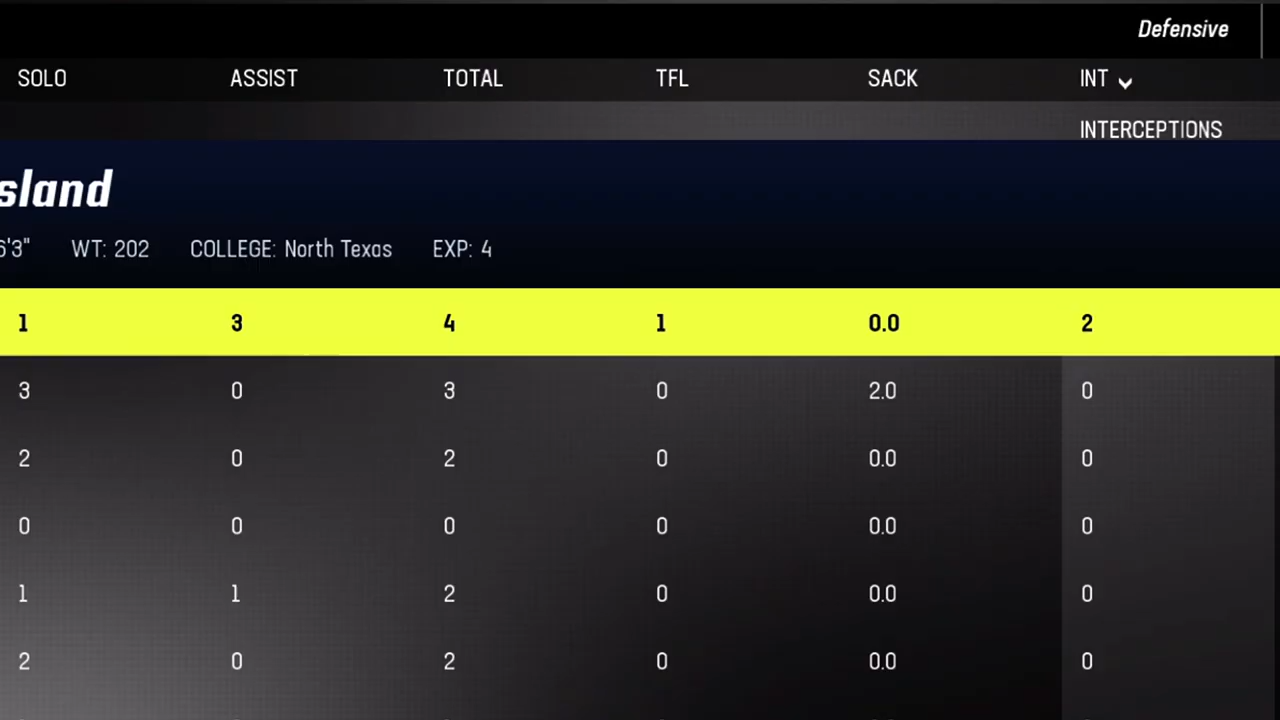 Defensive
SOLO ASSIST TOTAL TFL SACK INT
INTERCEPTIONS
sland
6'3" WT: 202 COLLEGE: North Texas EXP: 4
1 3 4 1 0.0 2
3 0 3 0 2.0 0
2 0 2 0 0.0 0
0 0 0 0 0.0 0
1 1 2 0 0.0 0
2 0 2 0 0.0 0